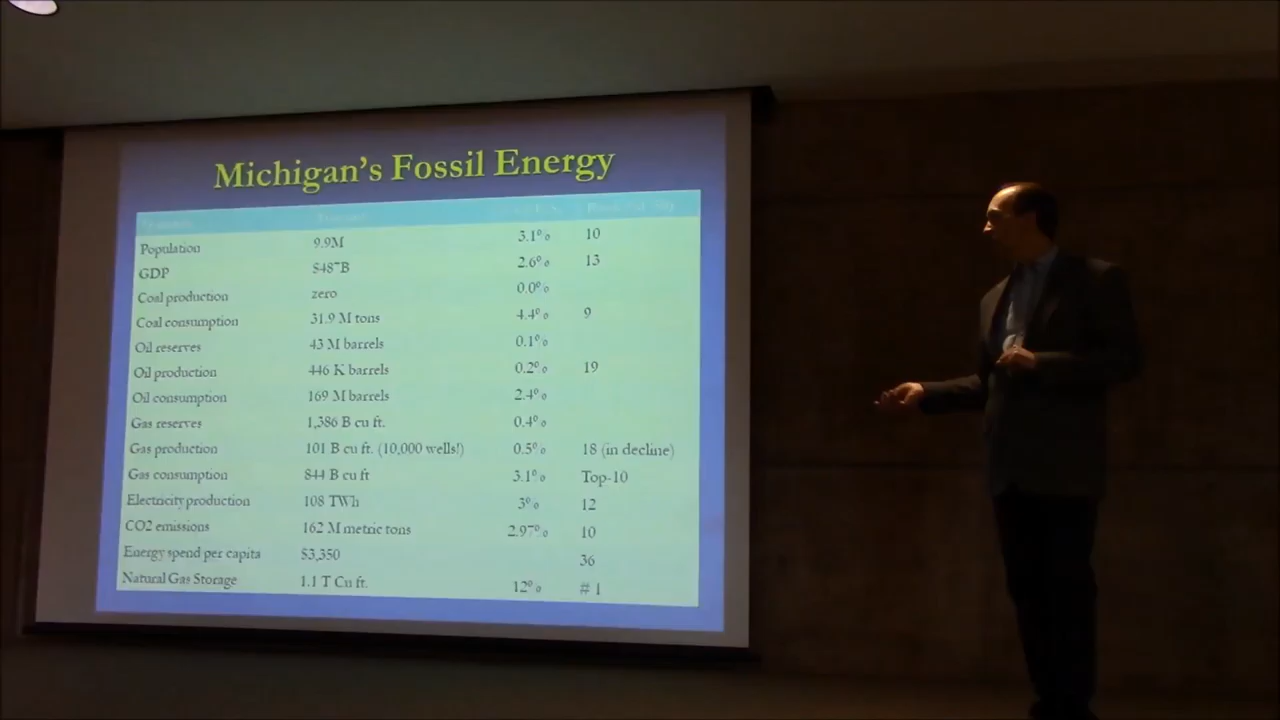 Michigan's Fossil Energy
Population 9.9M 3.1% 10
GDP $487B 2.6% 13
Coal production zero 0.0%
Coal consumption 31.9 M tons 4.4% 9
Oil reserves 43 M barrels 0.1%
Oil production 446 K barrels 0.2% 19
Oil consumption 169 M barrels 2.4%
Gas reserves 1,386 B cu ft. 0.4%
Gas production 101 B cu ft. (10,000 wells!) 0.5% 18 (in decline)
Gas consumption 844 B cu ft 3.1% Top-10
Electricity production 108 TWh 3% 12
CO2 emissions 162 M metric tons 2.97% 10
Energy spend per capita $3,350 36
Natural Gas Storage 1.1 T Cu ft. 12% # 1